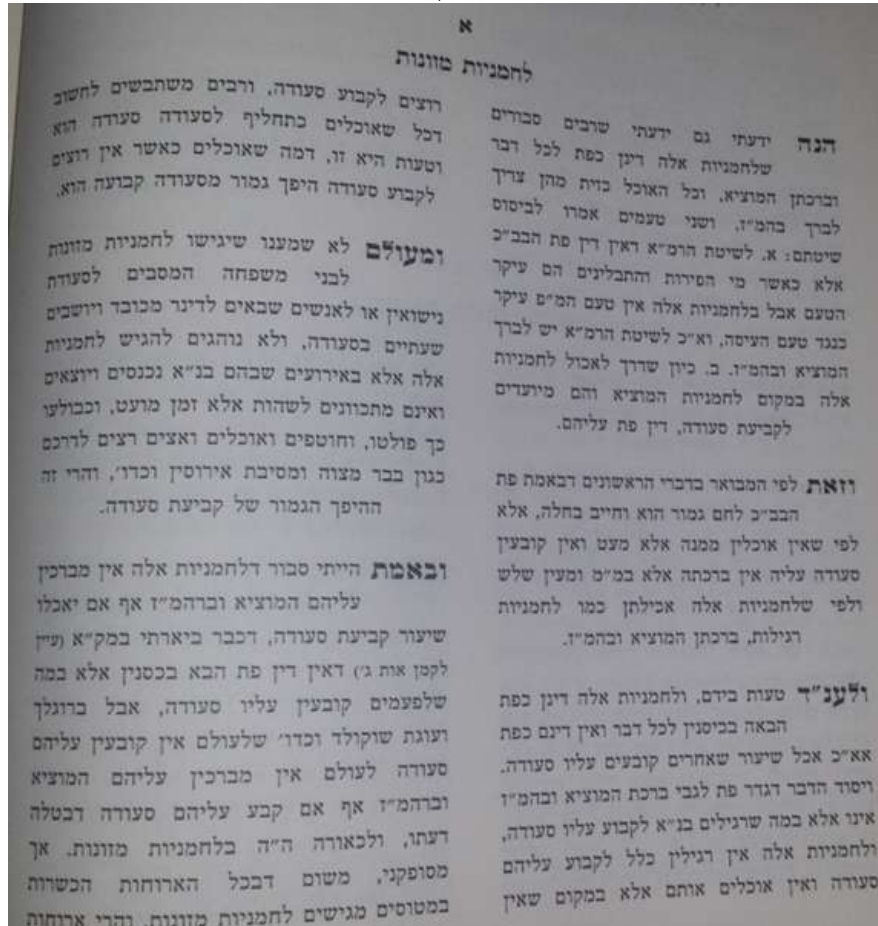 א
לחמניות מזונות
הנה ידעתי גם ידעתי שרבים סבורים
שלחמניות אלה דינן כפת לכל דבר
וברכתן המוציא, וכל האוכל כזית מהן צריך
לברך בהמ״ז, ושני טעמים אמרו לביסוס
שיטתם: א. לשיטת הרמ״א דאין דין פת הבב״כ
אלא כאשר מי הפירות והתבלינים הם עיקר
הטעם אבל בלחמניות אלה אין טעם המ״פ עיקר
כנגד טעם העיסה, וא״כ לשיטת הרמ״א יש לברך
המוציא ובהמ״ז. ב. כיון שדרך לאכול לחמניות
אלה במקום לחמניות המוציא והם מיועדים
לקביעת סעודה, דין פת עליהם.
וזאת לפי המבואר בדברי הראשונים דבאמת פת
הבב״כ לחם גמור הוא וחייב בחלה, אלא
לפי שאין אוכלין ממנה אלא מעט ואין קובעין
סעודה עליה אין ברכתה אלא במ״מ ומעין שלש
ולפי שלחמניות אלה אכילתן כמו לחמניות
רגילות, ברכתן המוציא ובהמ״ז.
ולענ״ד טעות בידם, ולחמניות אלה דינן כפת
הבאה בכיסנין לכל דבר ואין דינם כפת
אא״כ אכל שיעור שאחרים קובעים עליו סעודה.
ויסוד הדבר דגדר פת לגבי ברכת המוציא ובהמ״ז
אינו אלא במה שרגילים בנ״א לקבוע עליו סעודה,
ולחמניות אלה אין רגילין כלל לקבוע עליהם
סעודה ואין אוכלים אותם אלא במקום שאין
רוצים לקבוע סעודה, ורבים משתבשים לחשוב
דכל שאוכלים כתחליף לסעודה סעודה הוא
וטעות היא זו, דמה שאוכלים כאשר אין רוצים
לקבוע סעודה היפך גמור מסעודה קבועה הוא.
ומעולם לא שמענו שיגישו לחמניות מזונות
לבני משפחה המסבים לסעודת
נישואין או לאנשים שבאים לדינר מכובד ויושבים
שעתיים בסעודה, ולא נוהגים להגיש לחמניות
אלה אלא באירועים שבהם בנ״א נכנסים ויוצאים
ואינם מתכוונים לשהות אלא זמן מועט, וכבולעו
כך פולטו, וחוטפים ואוכלים ואצים רצים לדרכם
כגון בבר מצוה ומסיבת אירוסין וכדו׳, והרי זה
ההיפך הגמור של קביעת סעודה.
ובאמת הייתי סבור דלחמניות אלה אין מברכין
עליהם המוציא וברהמ״ז אף אם יאכלו
שיעור קביעת סעודה, דכבר ביארתי במק״א (עיין
לקמן אות ג׳) דאין דין פת הבא בכסנין אלא במה
שלפעמים קובעין עליו סעודה, אבל ברוגלך
ועוגת שוקולד וכדו׳ שלעולם אין קובעין עליהם
סעודה לעולם אין מברכין עליהם המוציא
וברהמ״ז אף אם קבע עליהם סעודה דבטלה
דעתו, ולכאורה ה״ה בלחמניות מזונות. אך
מסופקני, משום דבכל הארוחות הכשרות
במטוסים מגישים לחמניות מזונות, והרי ארוחות